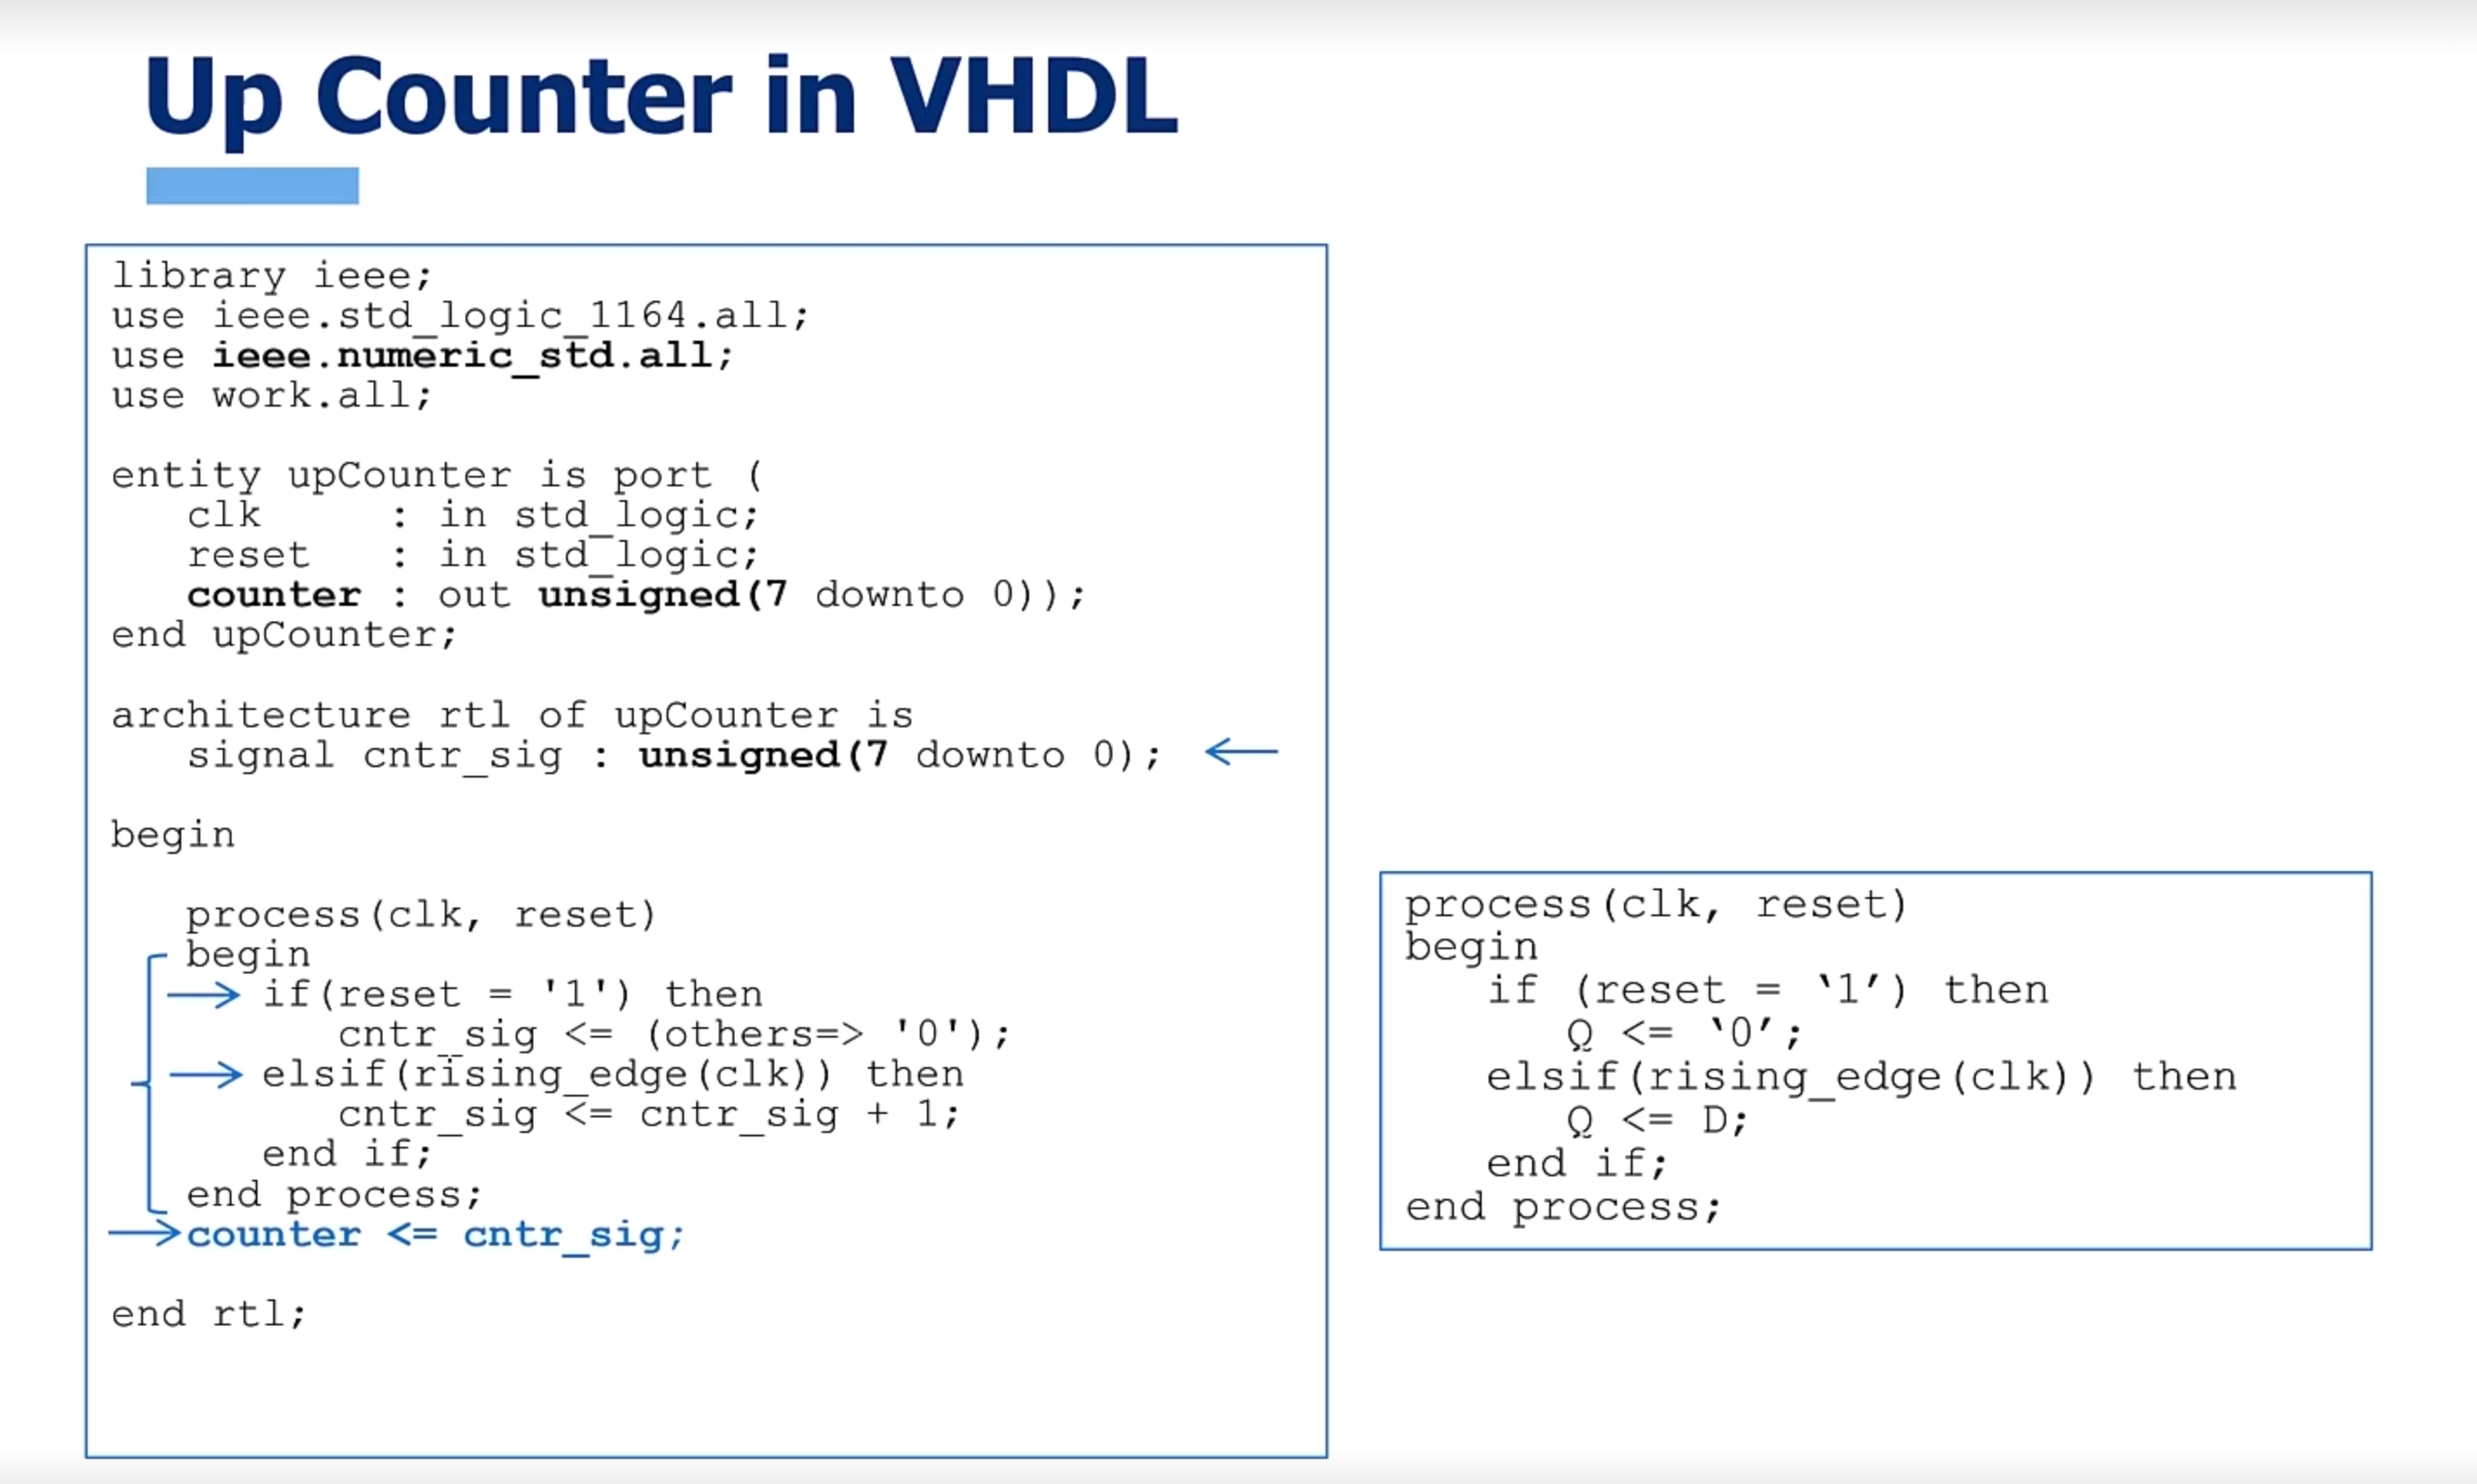 Up Counter in VHDL
library ieee;
use ieee.std_logic_1164.all;
use ieee.numeric_std.all;
use work.all;
entity upCounter is port (
clk : in std_logic;
reset : in std_logic;
counter : out unsigned(7 downto 0));
end upCounter;
architecture rtl of upCounter is
signal cntr_sig : unsigned(7 downto 0);
begin
process(clk, reset)
begin
if(reset = '1') then
cntr_sig <= (others=> '0');
elsif(rising_edge(clk)) then
cntr_sig <= cntr_sig + 1;
end if;
end process;
counter <= cntr_sig;
end rtl;
process(clk, reset)
begin
if (reset = ‘1’) then
Q <= ‘0’;
elsif(rising_edge(clk)) then
Q <= D;
end if;
end process;